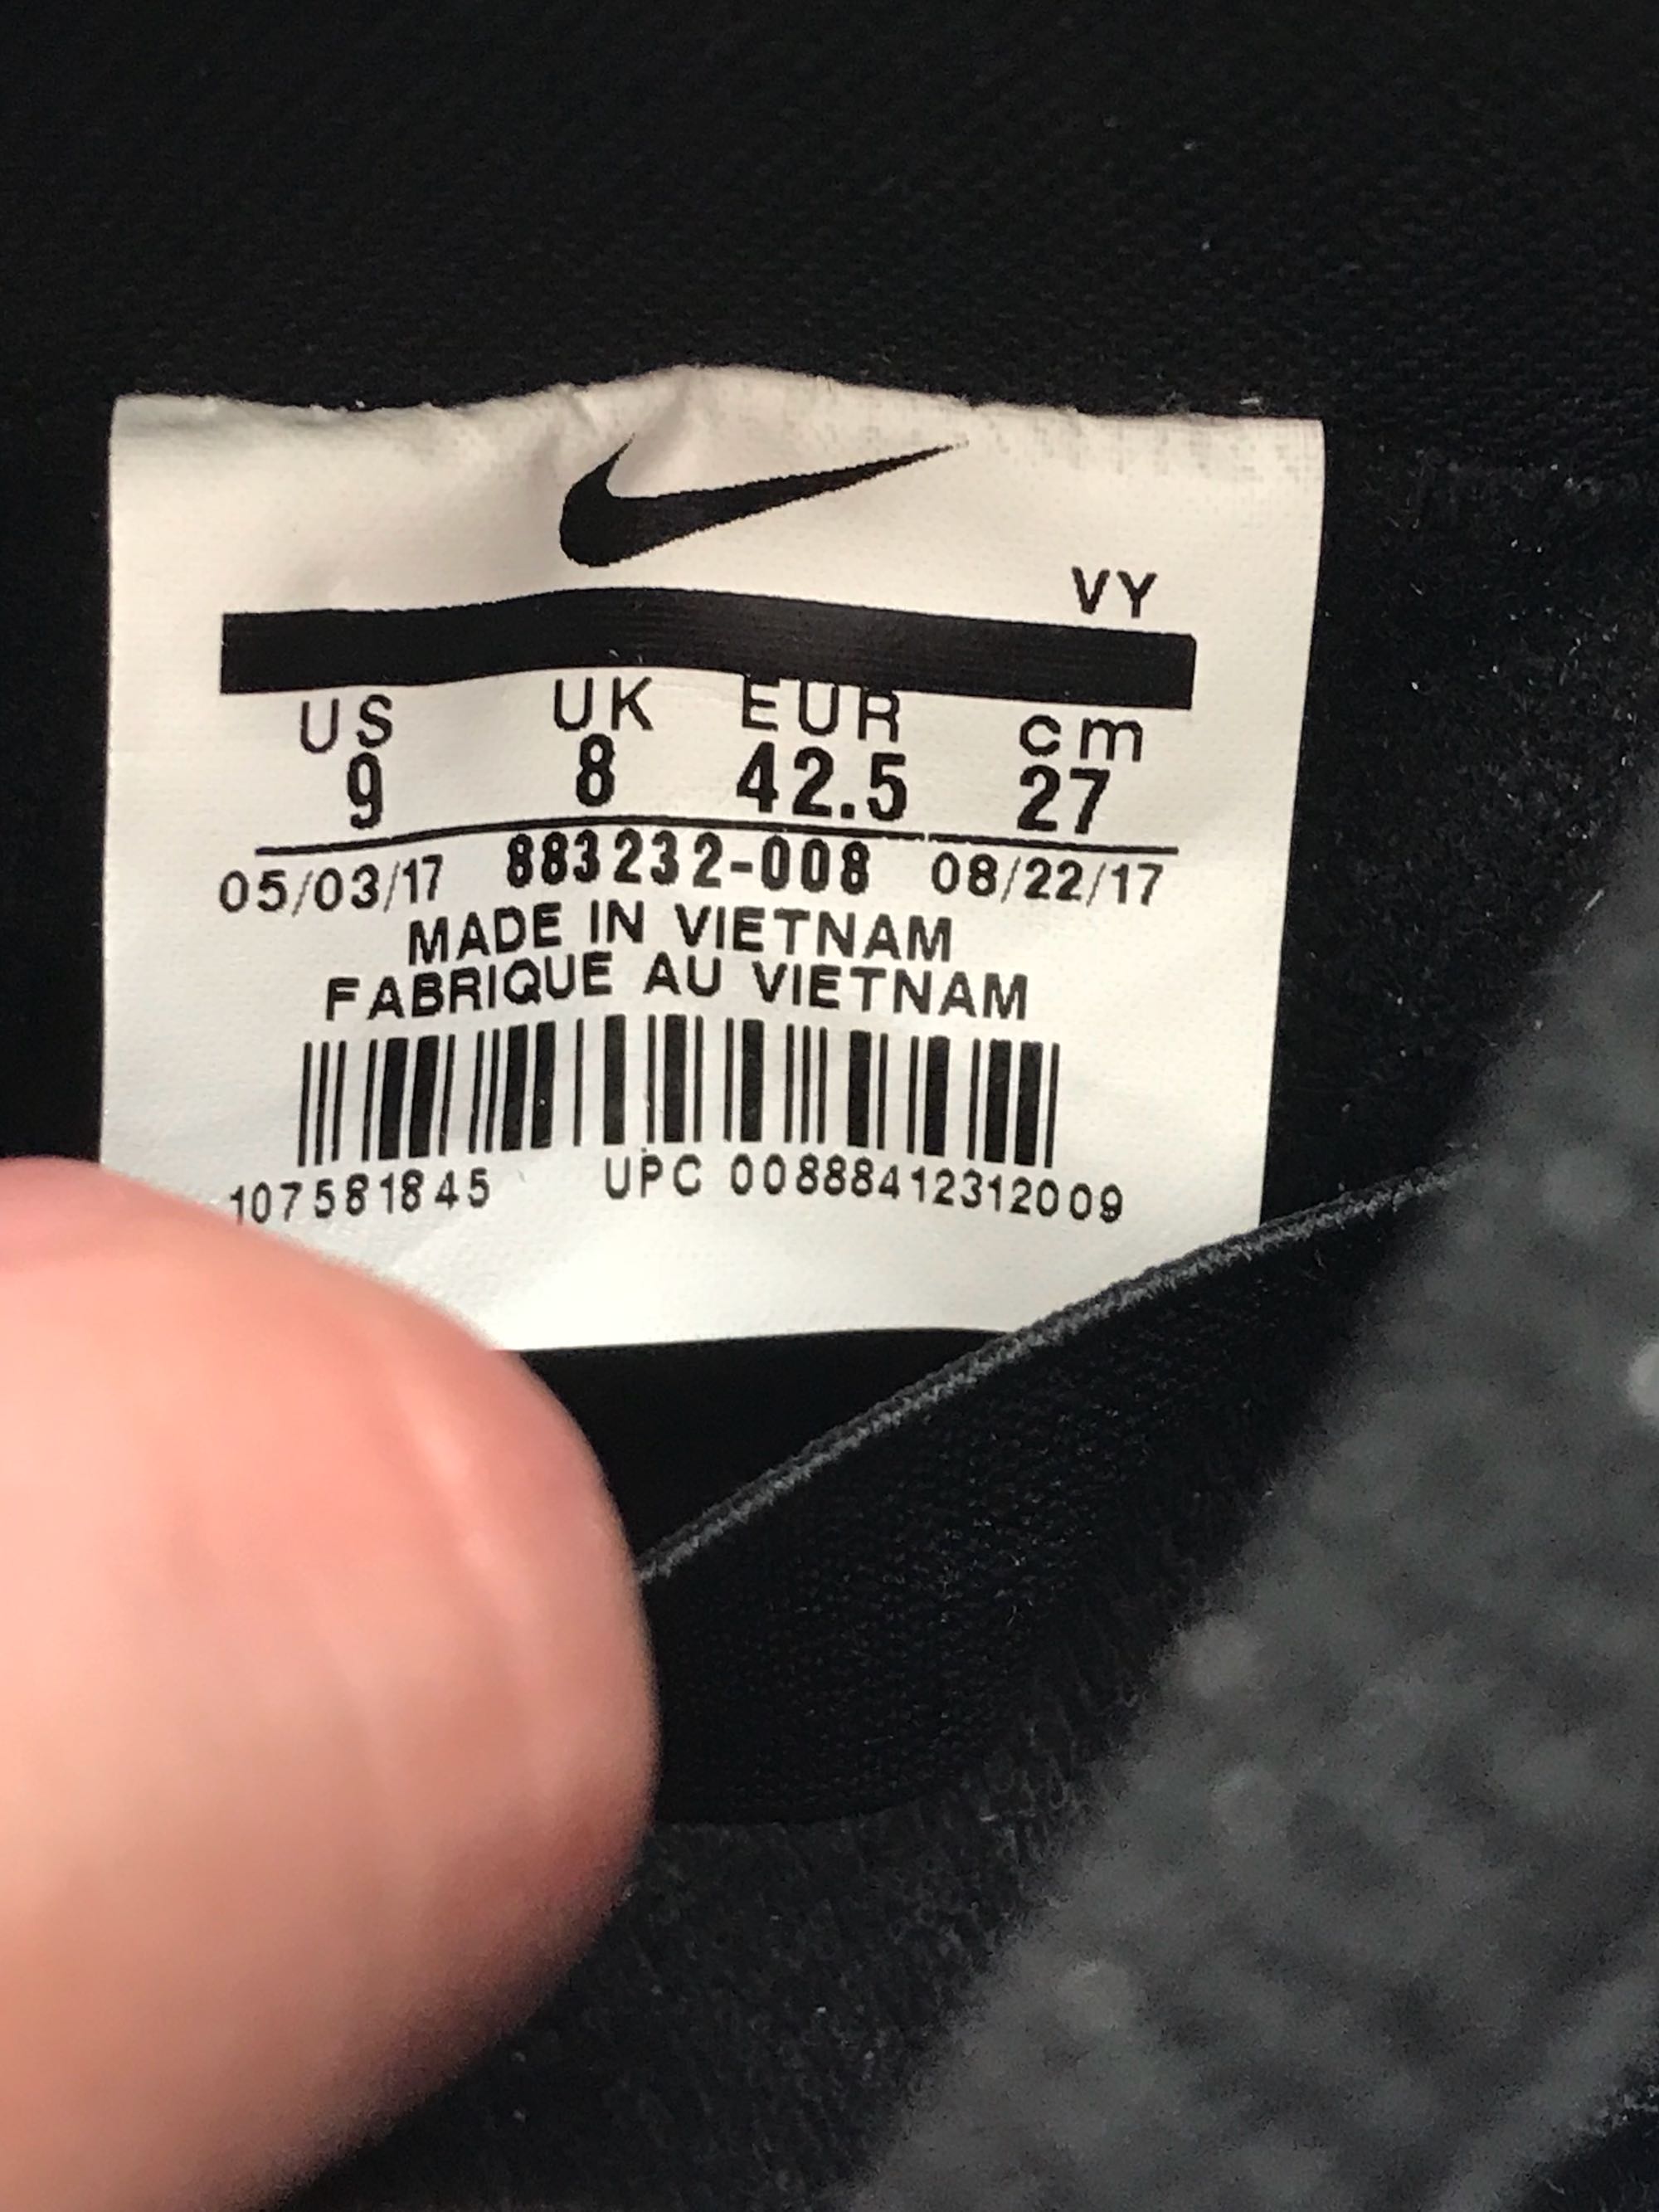 VY
US UK EUR cm
9 8 42.5 27
05/03/17 883232-008 08/22/17
MADE IN VIETNAM
FABRIQUE AU VIETNAM
107581845 UPC 00888412312009